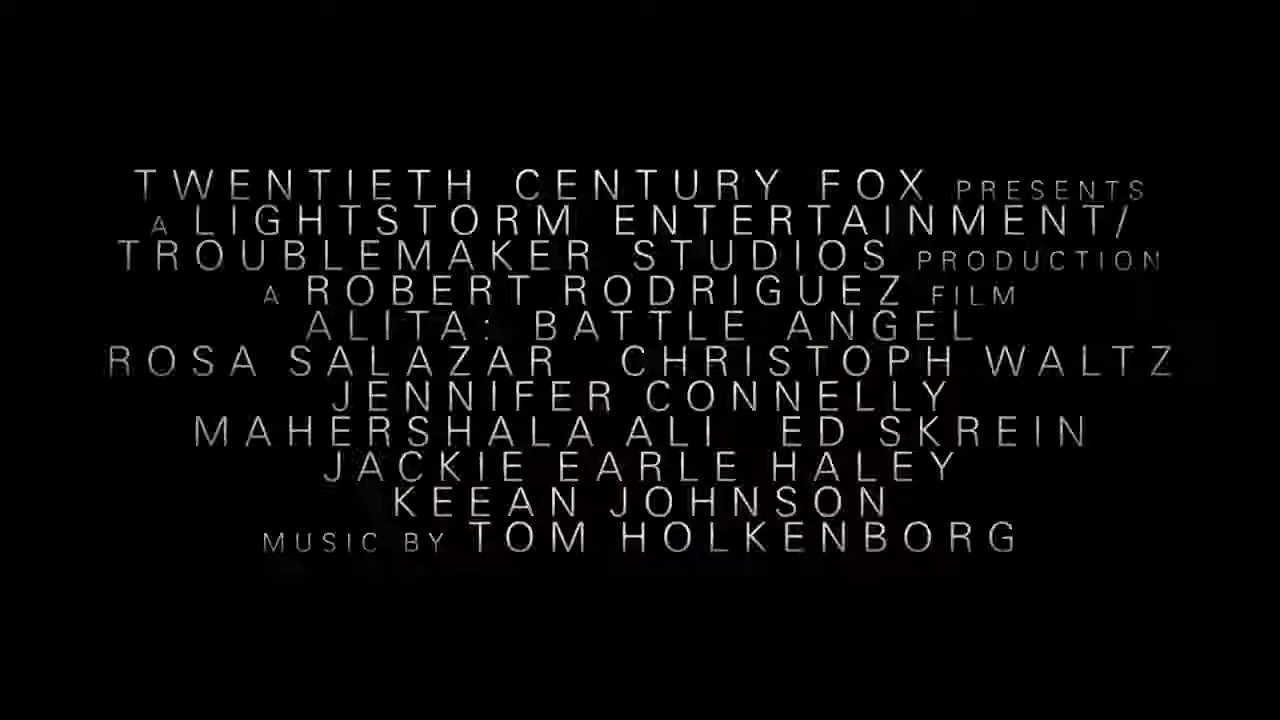 TWENTIETH CENTURY FOX PRESENTS
A LIGHTSTORM ENTERTAINMENT/
TROUBLEMAKER STUDIOS PRODUCTION
A ROBERT RODRIGUEZ FILM
ALITA: BATTLE ANGEL
ROSA SALAZAR CHRISTOPH WALTZ
JENNIFER CONNELLY
MAHERSHALA ALI ED SKREIN
JACKIE EARLE HALEY
KEEAN JOHNSON
MUSIC BY TOM HOLKENBORG